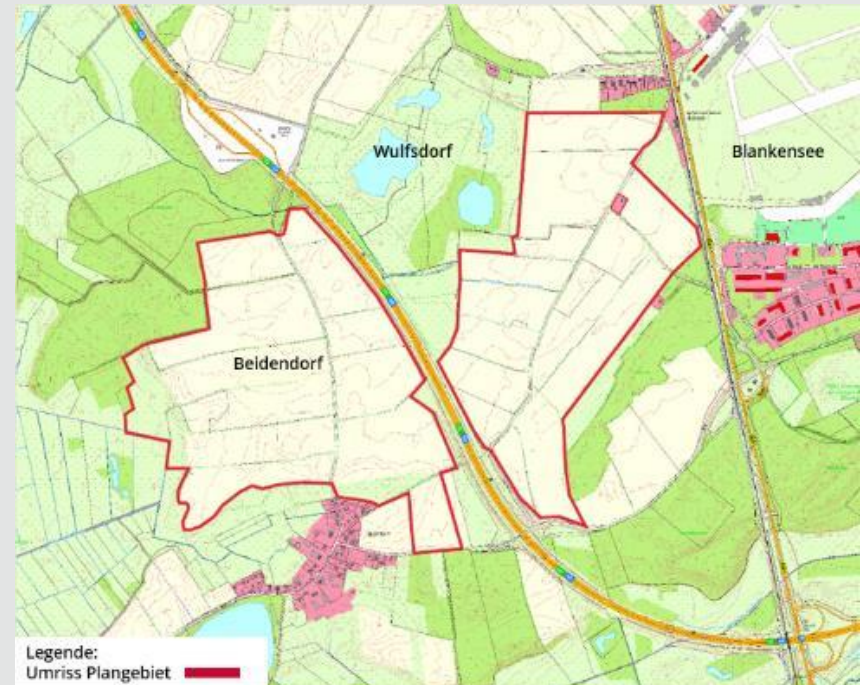 Wulfsdorf
Blankensee
Beidendorf
Legende:
Umriss Plangebiet